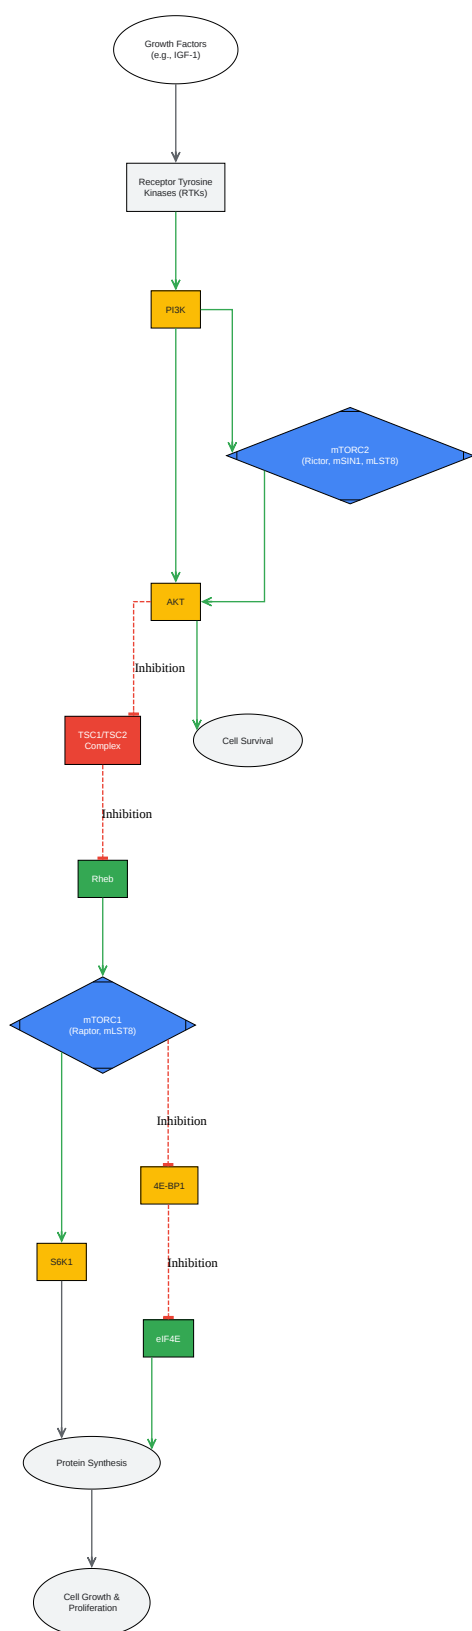 Growth Factors
(e.g., IGF-1)
Receptor Tyrosine
Kinases (RTKs)
PI3K
mTORC2
(Rictor, mSIN1, mLST8)
AKT
Inhibition
TSC1/TSC2
Complex
Cell Survival
Inhibition
Rheb
mTORC1
(Raptor, mLST8)
Inhibition
4E-BP1
S6K1
Inhibition
eIF4E
Protein Synthesis
Cell Growth &
Proliferation